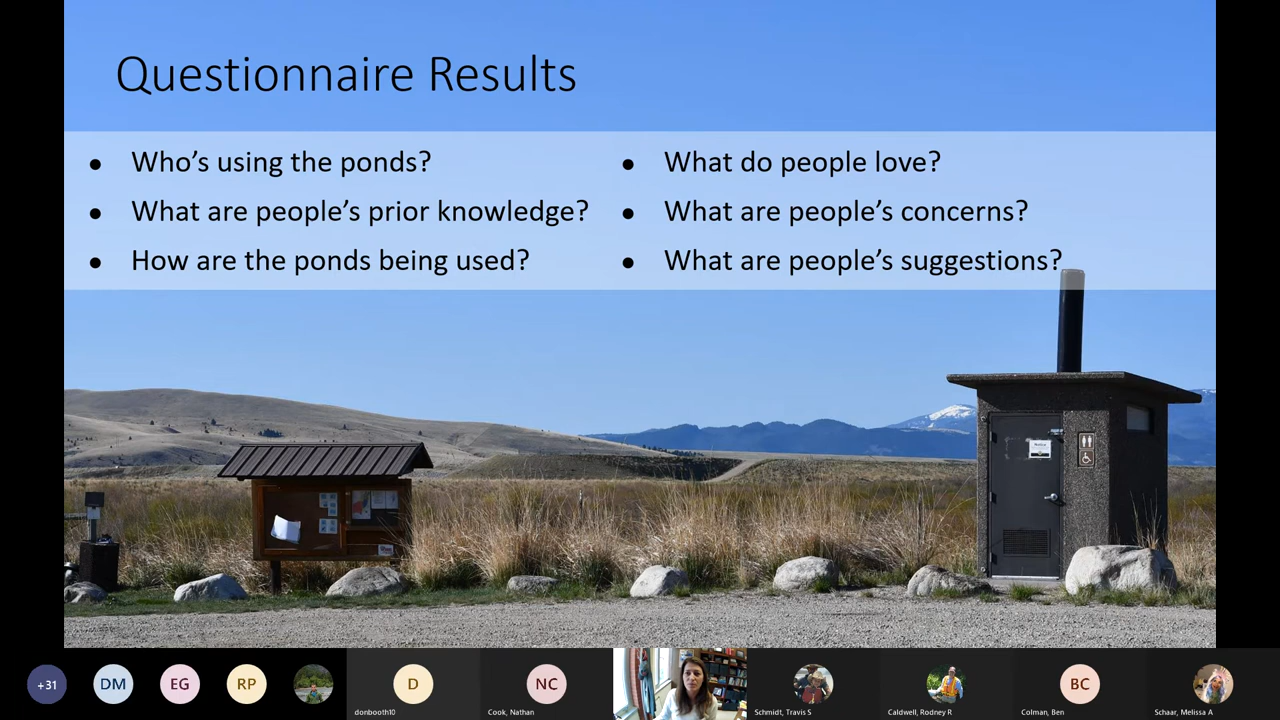 Questionnaire Results
• Who’s using the ponds?
• What are people’s prior knowledge?
• How are the ponds being used?
• What do people love?
• What are people’s concerns?
• What are people’s suggestions?
+31
DM
EG
RP
D
donbooth10
NC
Cook, Nathan
Schmidt, Travis S
Caldwell, Rodney R
BC
Colman, Ben
Schaar, Melissa A